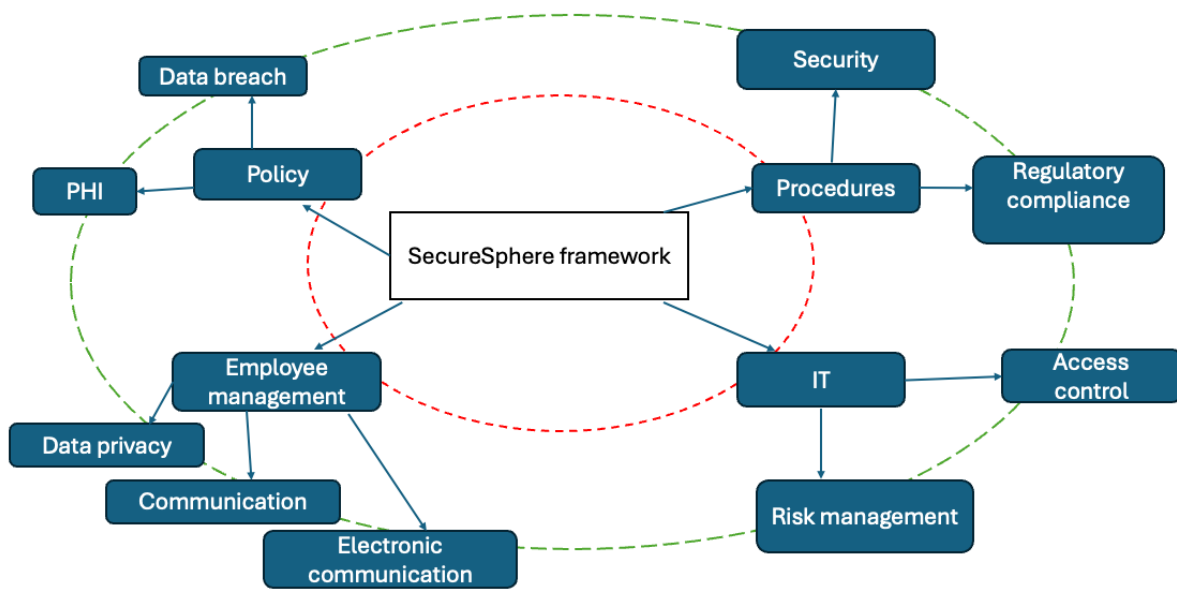 Security
Data breach
Policy
PHI
Procedures
Regulatory
compliance
SecureSphere framework
Employee
management
IT
Access
control
Data privacy
Communication
Risk management
Electronic
communication